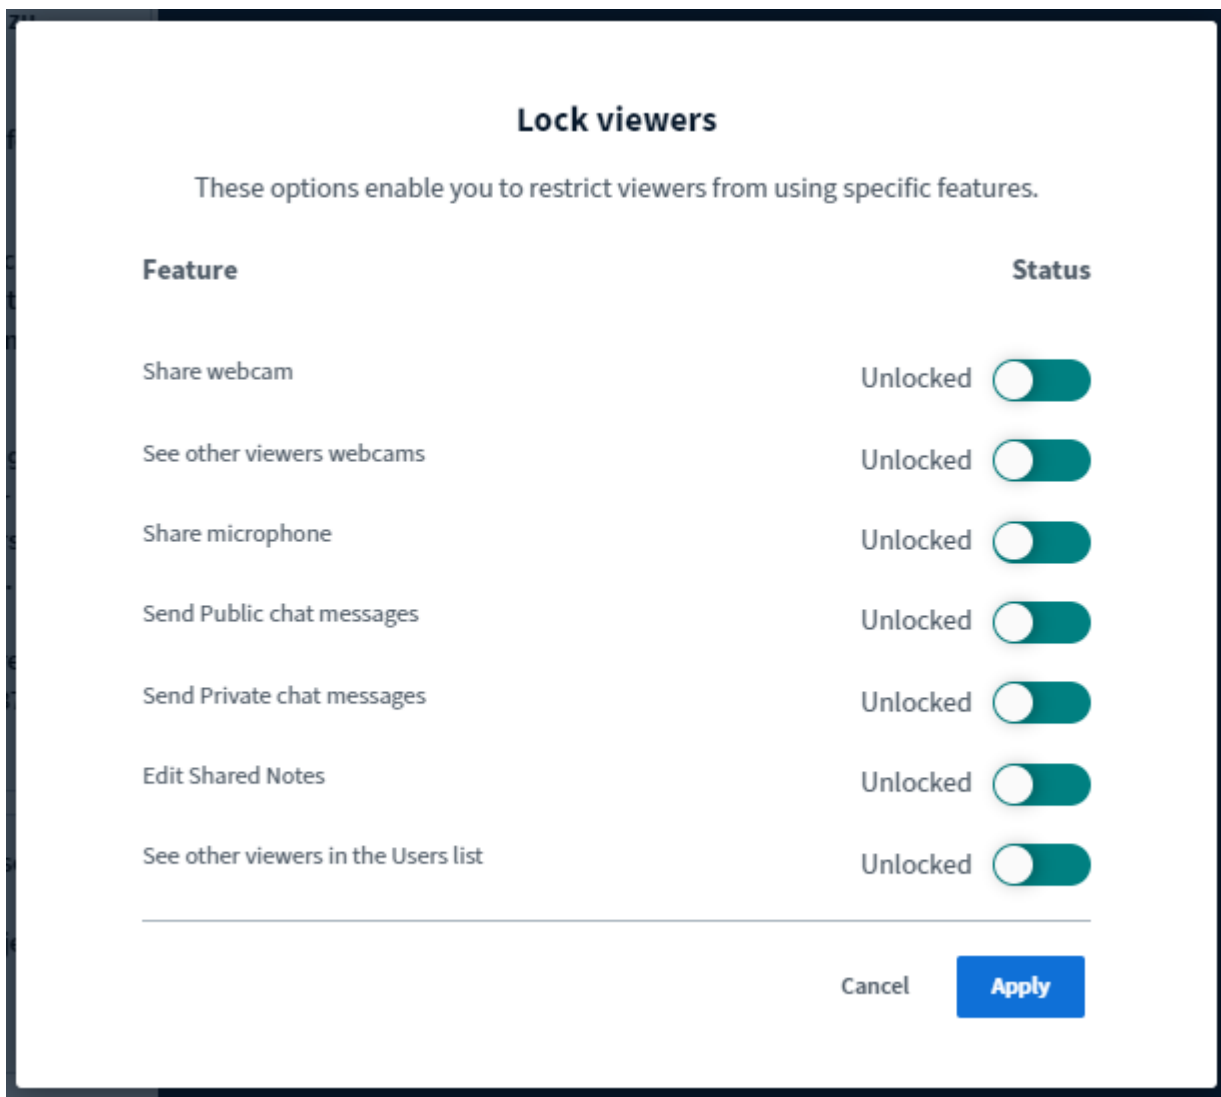 Lock viewers
These options enable you to restrict viewers from using specific features.
Feature Status
Share webcam Unlocked
See other viewers webcams Unlocked
Share microphone Unlocked
Send Public chat messages Unlocked
Send Private chat messages Unlocked
Edit Shared Notes Unlocked
See other viewers in the Users list Unlocked
Cancel Apply